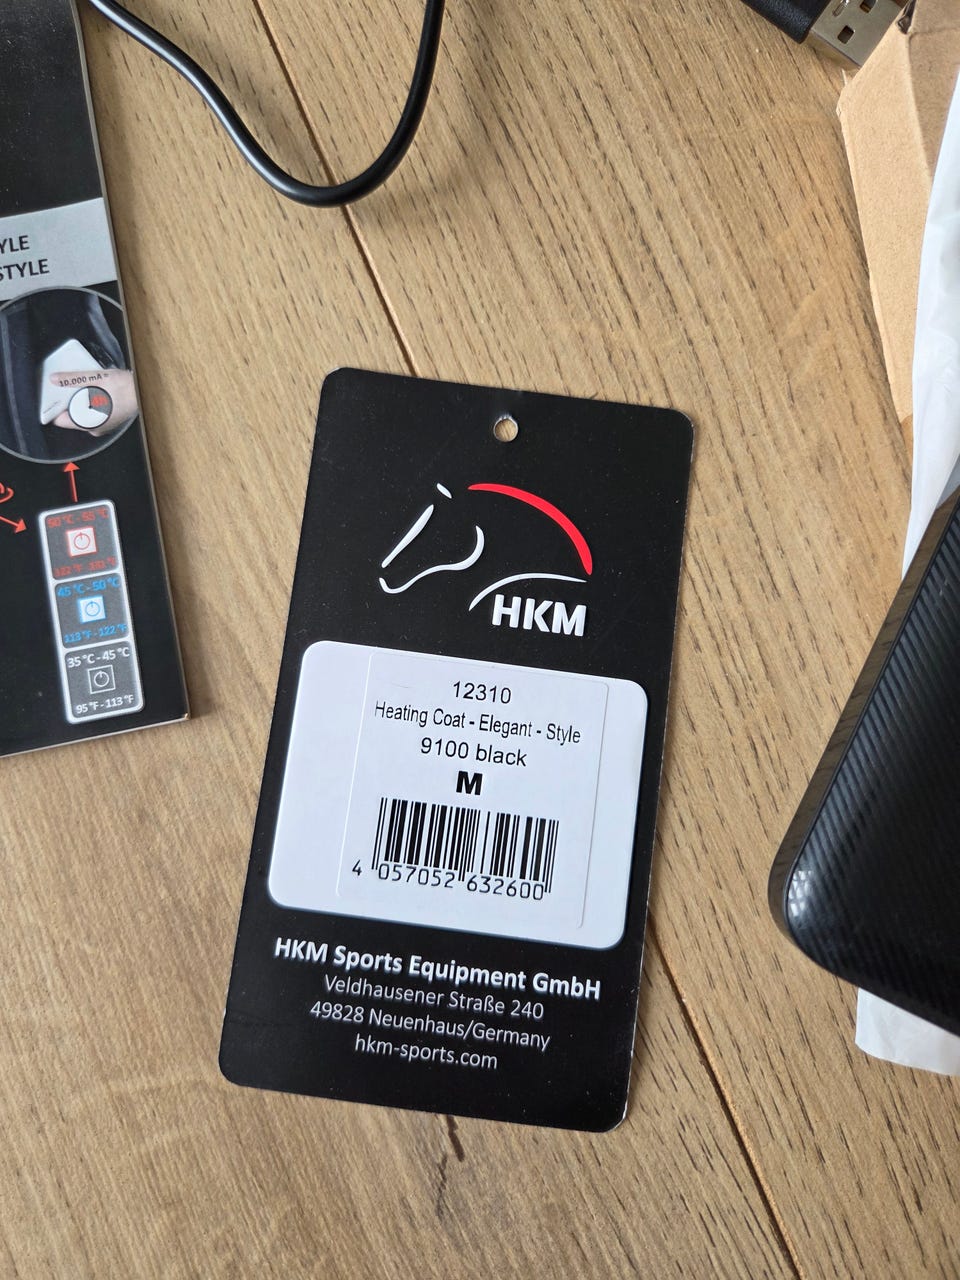 STYLE
10.000 mA =
4h
50 °C - 55 °C
122 °F - 131 °F
45 °C - 50 °C
113 °F - 122 °F
35 °C - 45 °C
95 °F - 113 °F
HKM
12310
Heating Coat - Elegant - Style
9100 black
M
4 057052 632600
HKM Sports Equipment GmbH
Veldhausener Straße 240
49828 Neuenhaus/Germany
hkm-sports.com